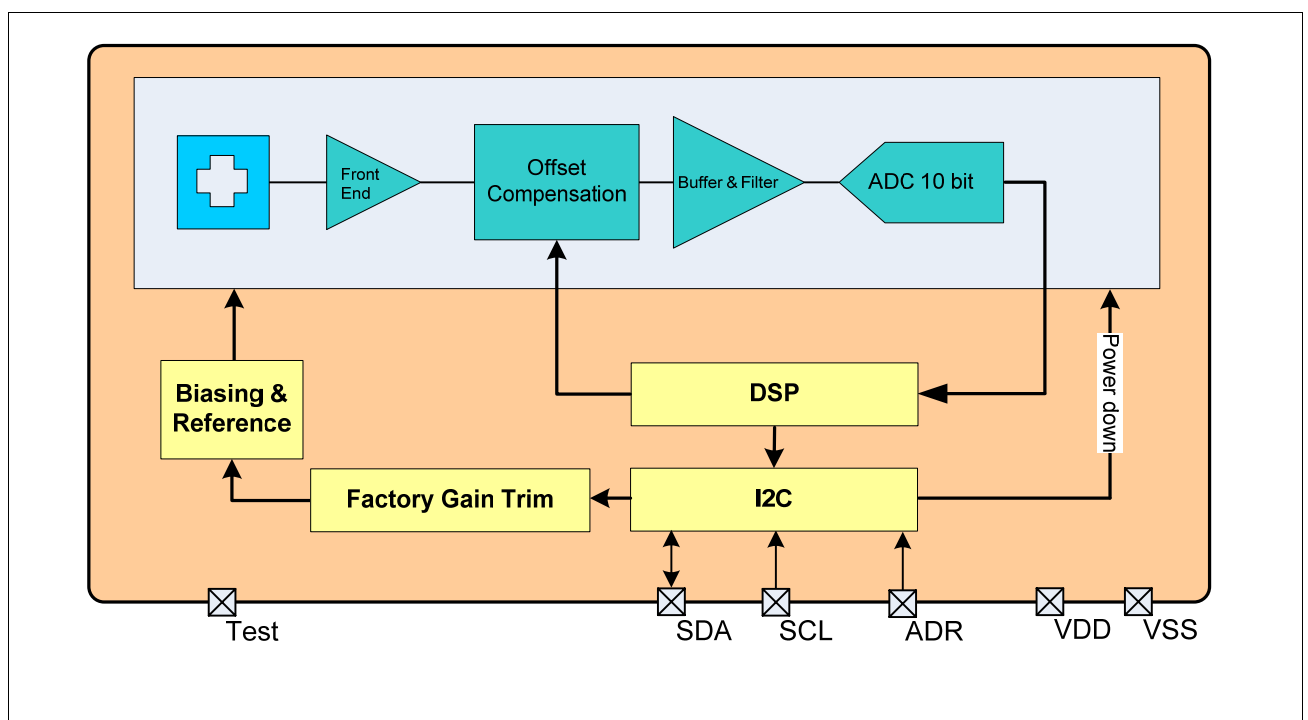 Front
End
Offset
Compensation
Buffer & Filter
ADC 10 bit
Biasing &
Reference
DSP
Power down
Factory Gain Trim
I2C
Test
SDA
SCL
ADR
VDD
VSS